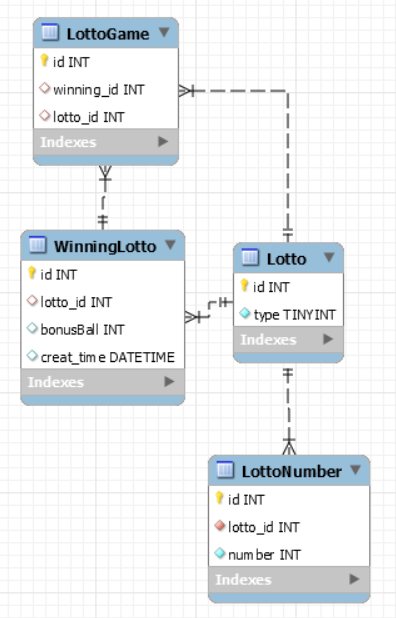 LottoGame
id INT
winning_id INT
lotto_id INT
Indexes
WinningLotto
id INT
lotto_id INT
bonusBall INT
creat_time DATETIME
Indexes
Lotto
id INT
type TINYINT
Indexes
LottoNumber
id INT
lotto_id INT
number INT
Indexes